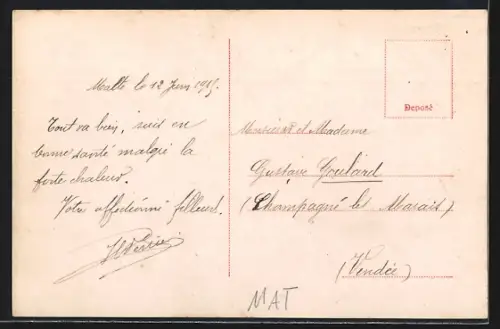 Malte le 12 Juin 1915.
Tout va bien, suis en
bonne santé malgré la
forte chaleur.
Votre affectionné filleul.
Deposé
Monsieur et Madame
Gustave Goulard
(Champagné les Marais)
(Vendée)
MAT